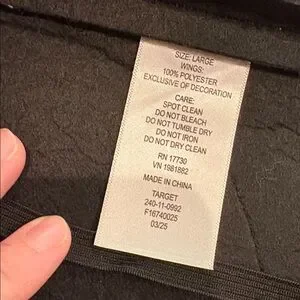 SIZE: LARGE
WINGS:
100% POLYESTER
EXCLUSIVE OF DECORATION
CARE:
SPOT CLEAN
DO NOT BLEACH
DO NOT TUMBLE DRY
DO NOT IRON
DO NOT DRY CLEAN
RN 17730
VN 1981882
MADE IN CHINA
TARGET
240-11-0992
F16740025
03/25